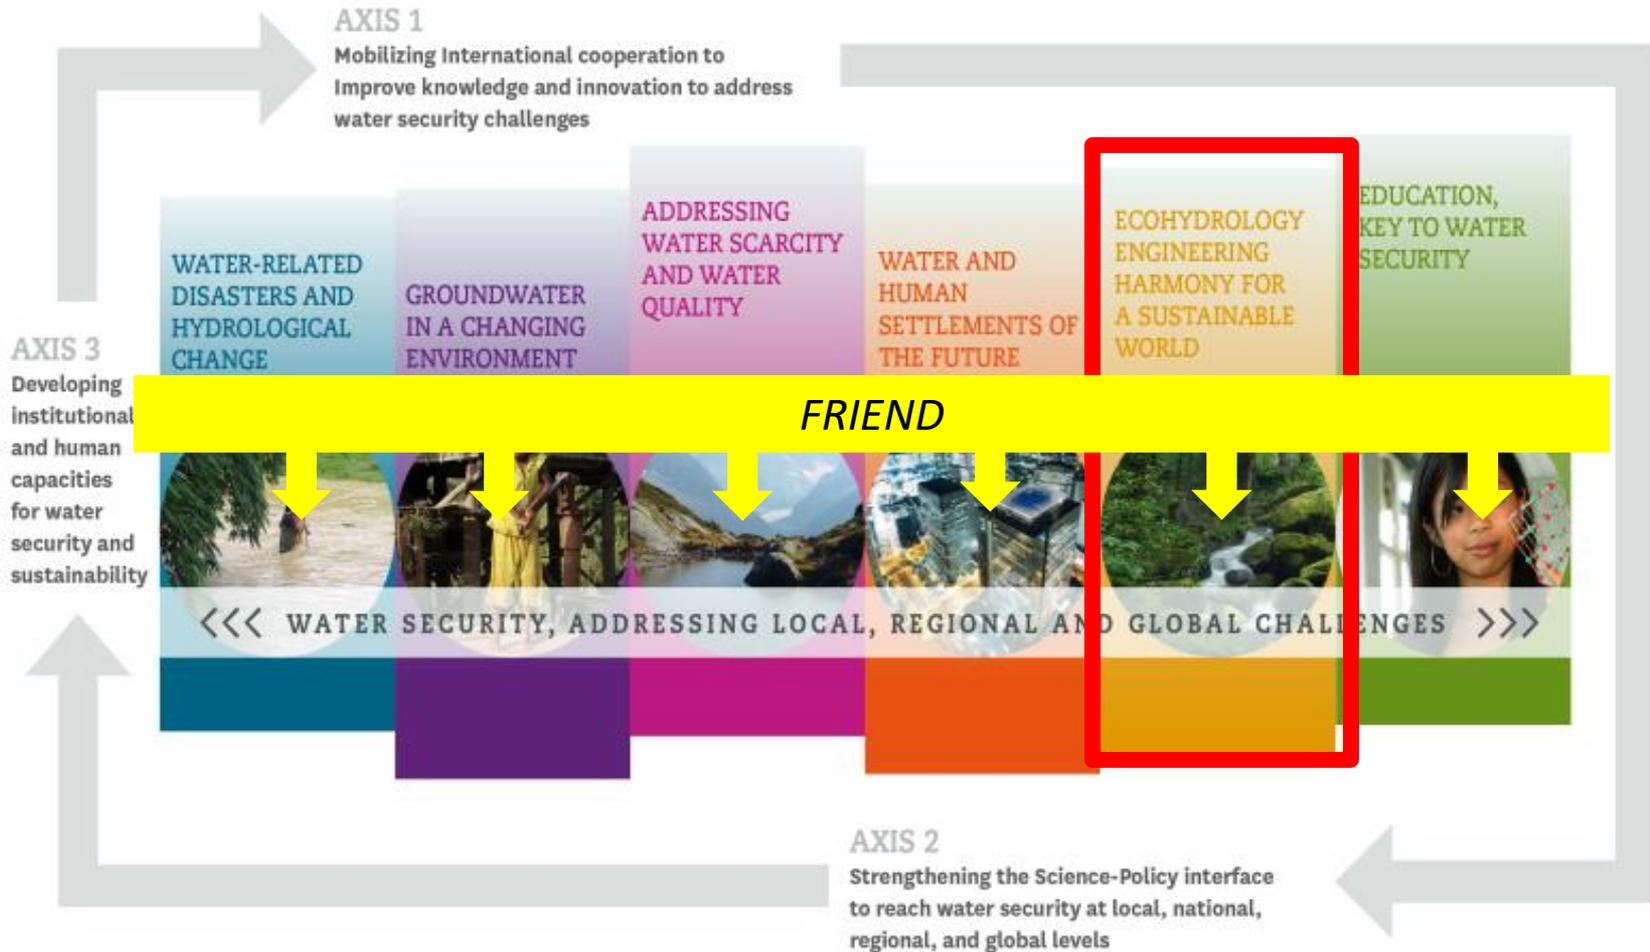 AXIS 1
Mobilizing International cooperation to
Improve knowledge and innovation to address
water security challenges
WATER-RELATED
DISASTERS AND
HYDROLOGICAL
CHANGE
GROUNDWATER
IN A CHANGING
ENVIRONMENT
ADDRESSING
WATER SCARCITY
AND WATER
QUALITY
WATER AND
HUMAN
SETTLEMENTS OF
THE FUTURE
ECOHYDROLOGY
ENGINEERING
HARMONY FOR
A SUSTAINABLE
WORLD
EDUCATION,
KEY TO WATER
SECURITY
AXIS 3
Developing
institutional
and human
capacities
for water
security and
sustainability
FRIEND
<<< WATER SECURITY, ADDRESSING LOCAL, REGIONAL AND GLOBAL CHALLENGES >>>
AXIS 2
Strengthening the Science-Policy interface
to reach water security at local, national,
regional, and global levels